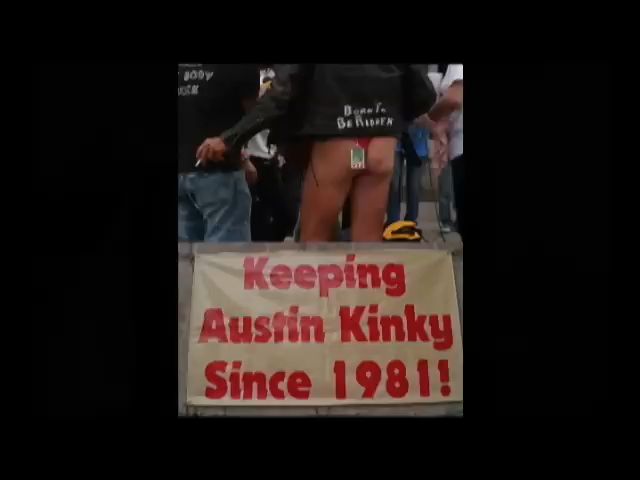 BODY
BORN TO
BE RIDDEN
Keeping
Austin Kinky
Since 1981!